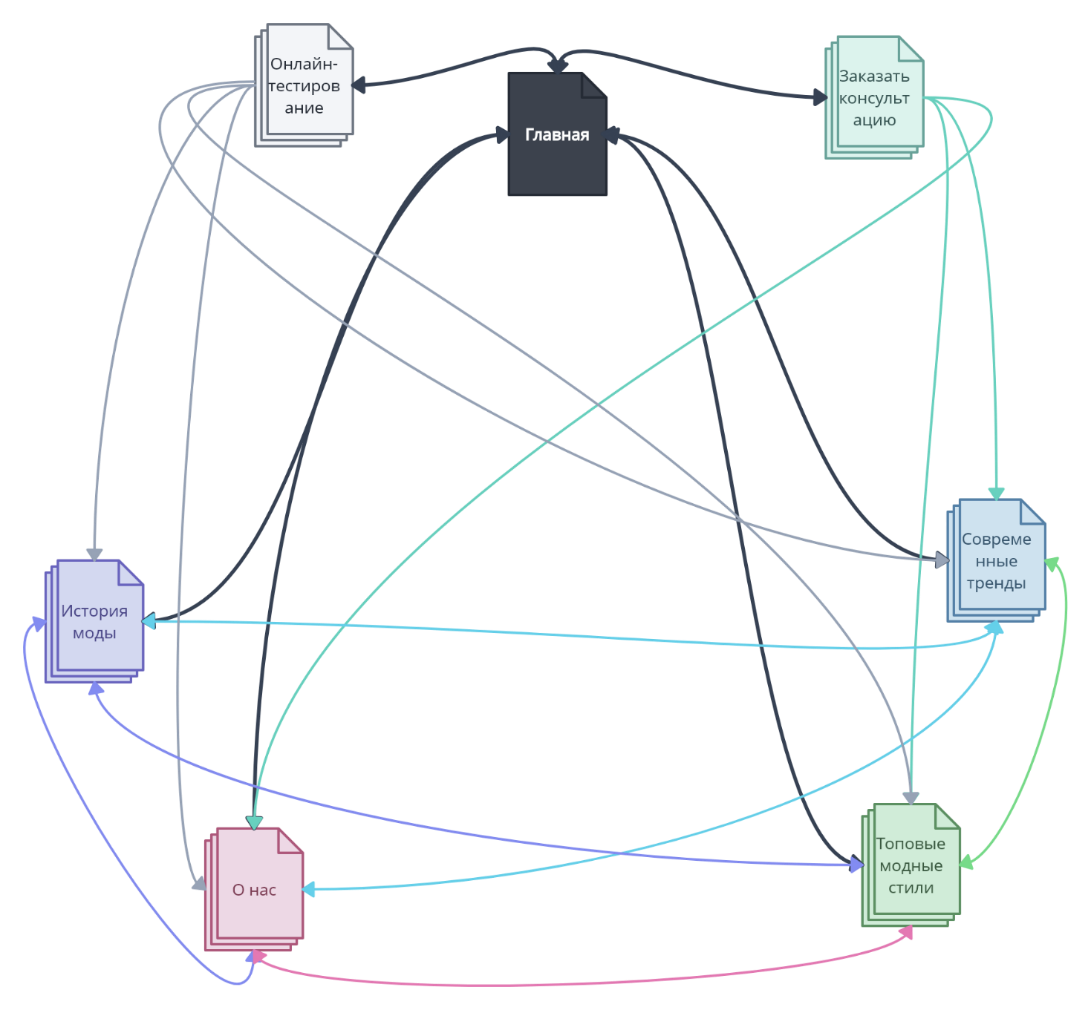 Онлайн-
тестиров
ание
Главная
Заказать
консульт
ацию
Совреме
нные
тренды
История
моды
Топовые
модные
стили
О нас